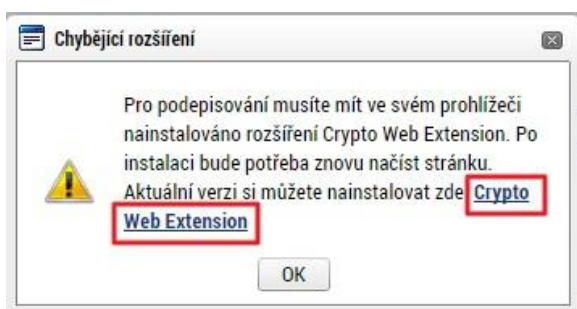 Chybějící rozšíření
Pro podepisování musíte mít ve svém prohlížeči
nainstalováno rozšíření Crypto Web Extension. Po
instalaci bude potřeba znovu načíst stránku.
Aktuální verzi si můžete nainstalovat zde Crypto
Web Extension
OK